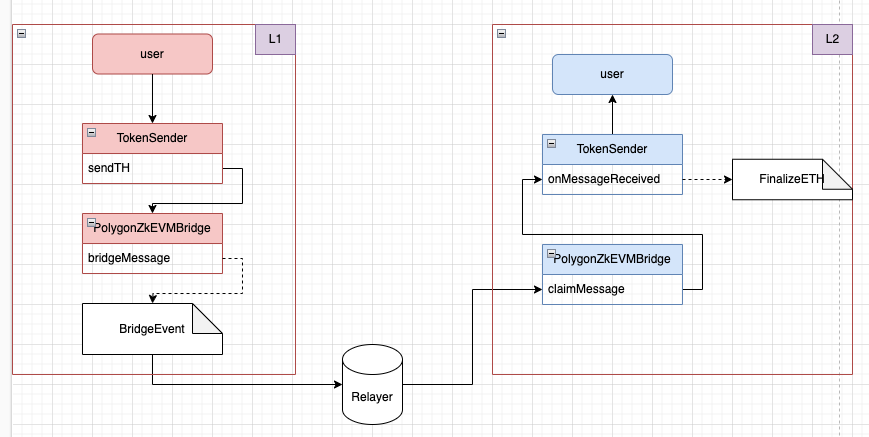 L1
user
TokenSender
sendTH
PolygonZkEVMBridge
bridgeMessage
BridgeEvent
Relayer
L2
user
TokenSender
onMessageReceived
FinalizeETH
PolygonZkEVMBridge
claimMessage